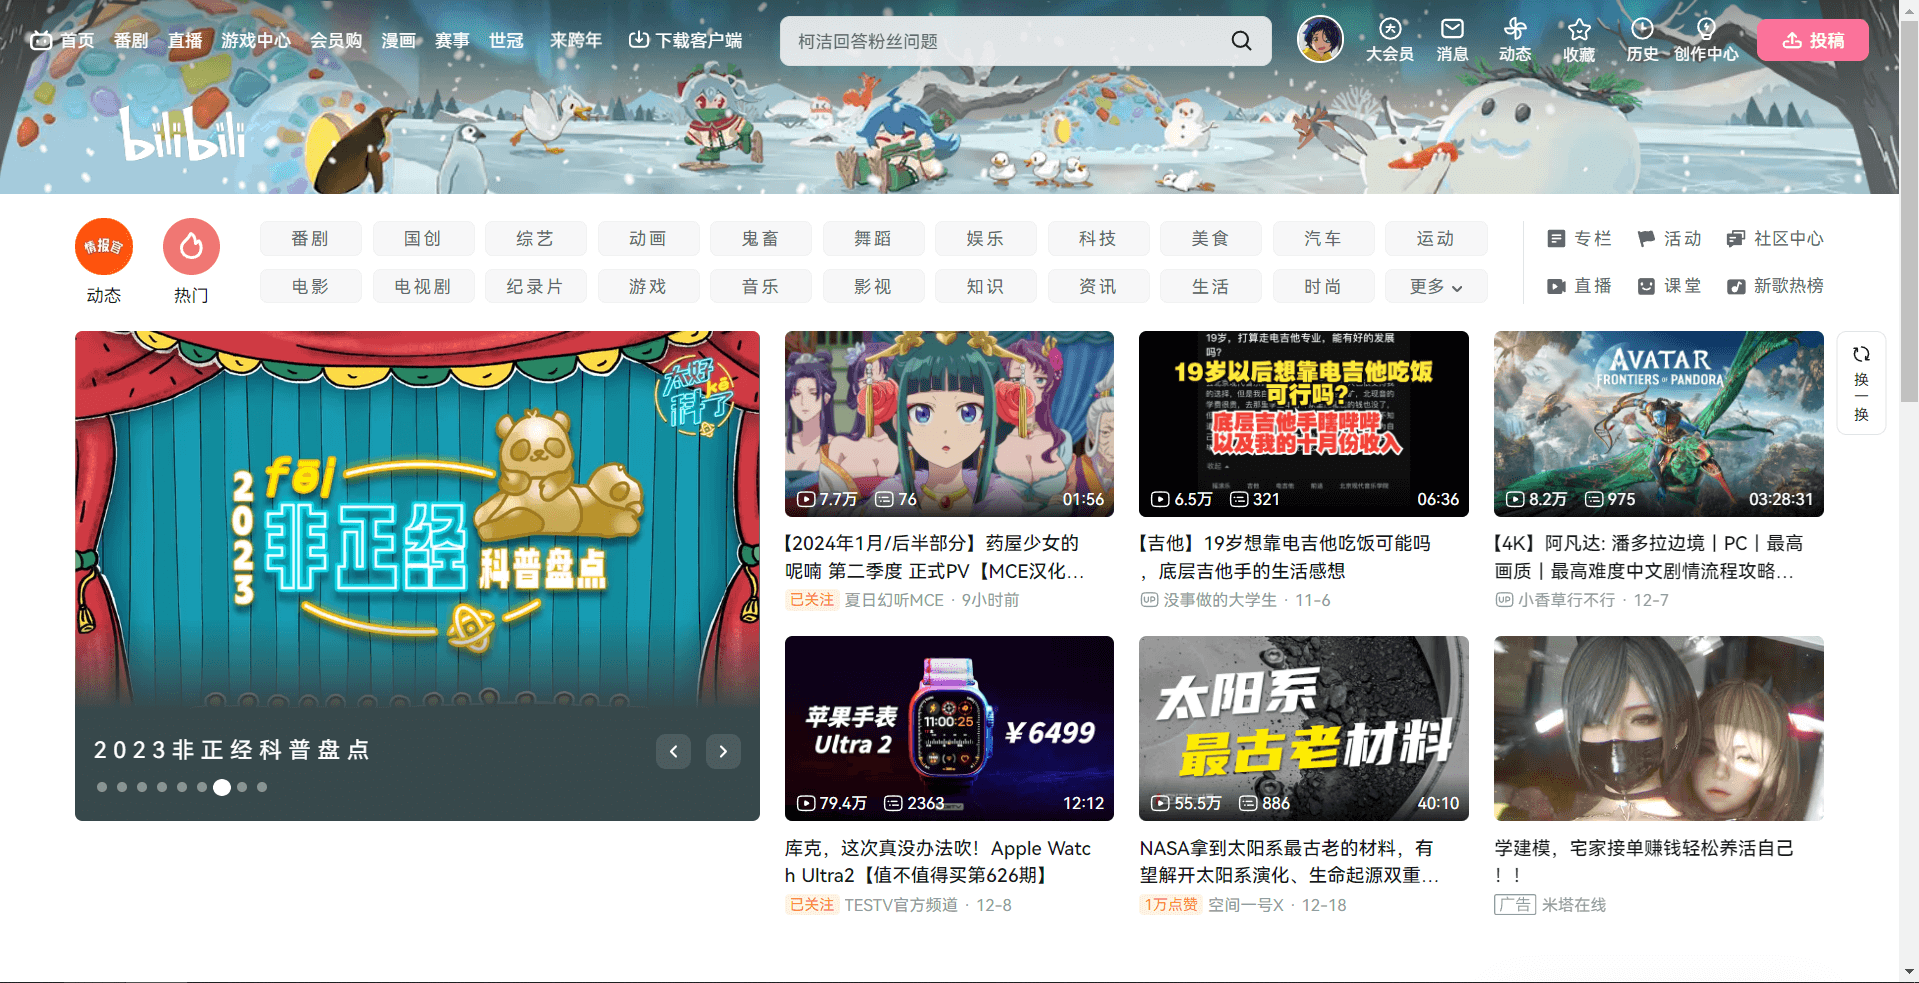 首页 番剧 直播 游戏中心 会员购 漫画 赛事 世冠 来跨年 下载客户端
柯洁回答粉丝问题
大会员 消息 动态 收藏 历史 创作中心 投稿
bilibili
情报官
动态 热门
番剧 国创 综艺 动画 鬼畜 舞蹈 娱乐 科技 美食 汽车 运动
电影 电视剧 纪录片 游戏 音乐 影视 知识 资讯 生活 时尚 更多
专栏 活动 社区中心
直播 课堂 新歌热榜
太好科了
kē
2023
fēi
非正经
科普盘点
2023非正经科普盘点
7.7万 76 01:56
【2024年1月/后半部分】药屋少女的
呢喃 第二季度 正式PV【MCE汉化…
已关注 夏日幻听MCE · 9小时前
19岁，打算走电吉他专业，能有好的发展
吗？
19岁以后想靠电吉他吃饭
可行吗？
底层吉他手瞎哔哔
以及我的十月份收入
收起
6.5万 321 06:36
【吉他】19岁想靠电吉他吃饭可能吗
，底层吉他手的生活感想
UP 没事做的大学生 · 11-6
AVATAR
FRONTIERS OF PANDORA
8.2万 975 03:28:31
【4K】阿凡达: 潘多拉边境丨PC丨最高
画质丨最高难度中文剧情流程攻略…
UP 小香草行不行 · 12-7
换一换
苹果手表
Ultra 2
11:00:25
￥6499
79.4万 2363 12:12
库克，这次真没办法吹！Apple Watc
h Ultra2【值不值得买第626期】
已关注 TESTV官方频道 · 12-8
太阳系
最古老材料
55.5万 886 40:10
NASA拿到太阳系最古老的材料，有
望解开太阳系演化、生命起源双重…
1万点赞 空间一号X · 12-18
学建模，宅家接单赚钱轻松养活自己
！！
广告 米塔在线